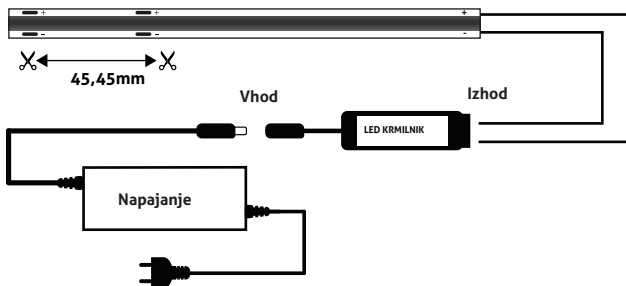 + + +
– – -
45,45mm
Vhod
Izhod
LED KRMILNIK
Napajanje